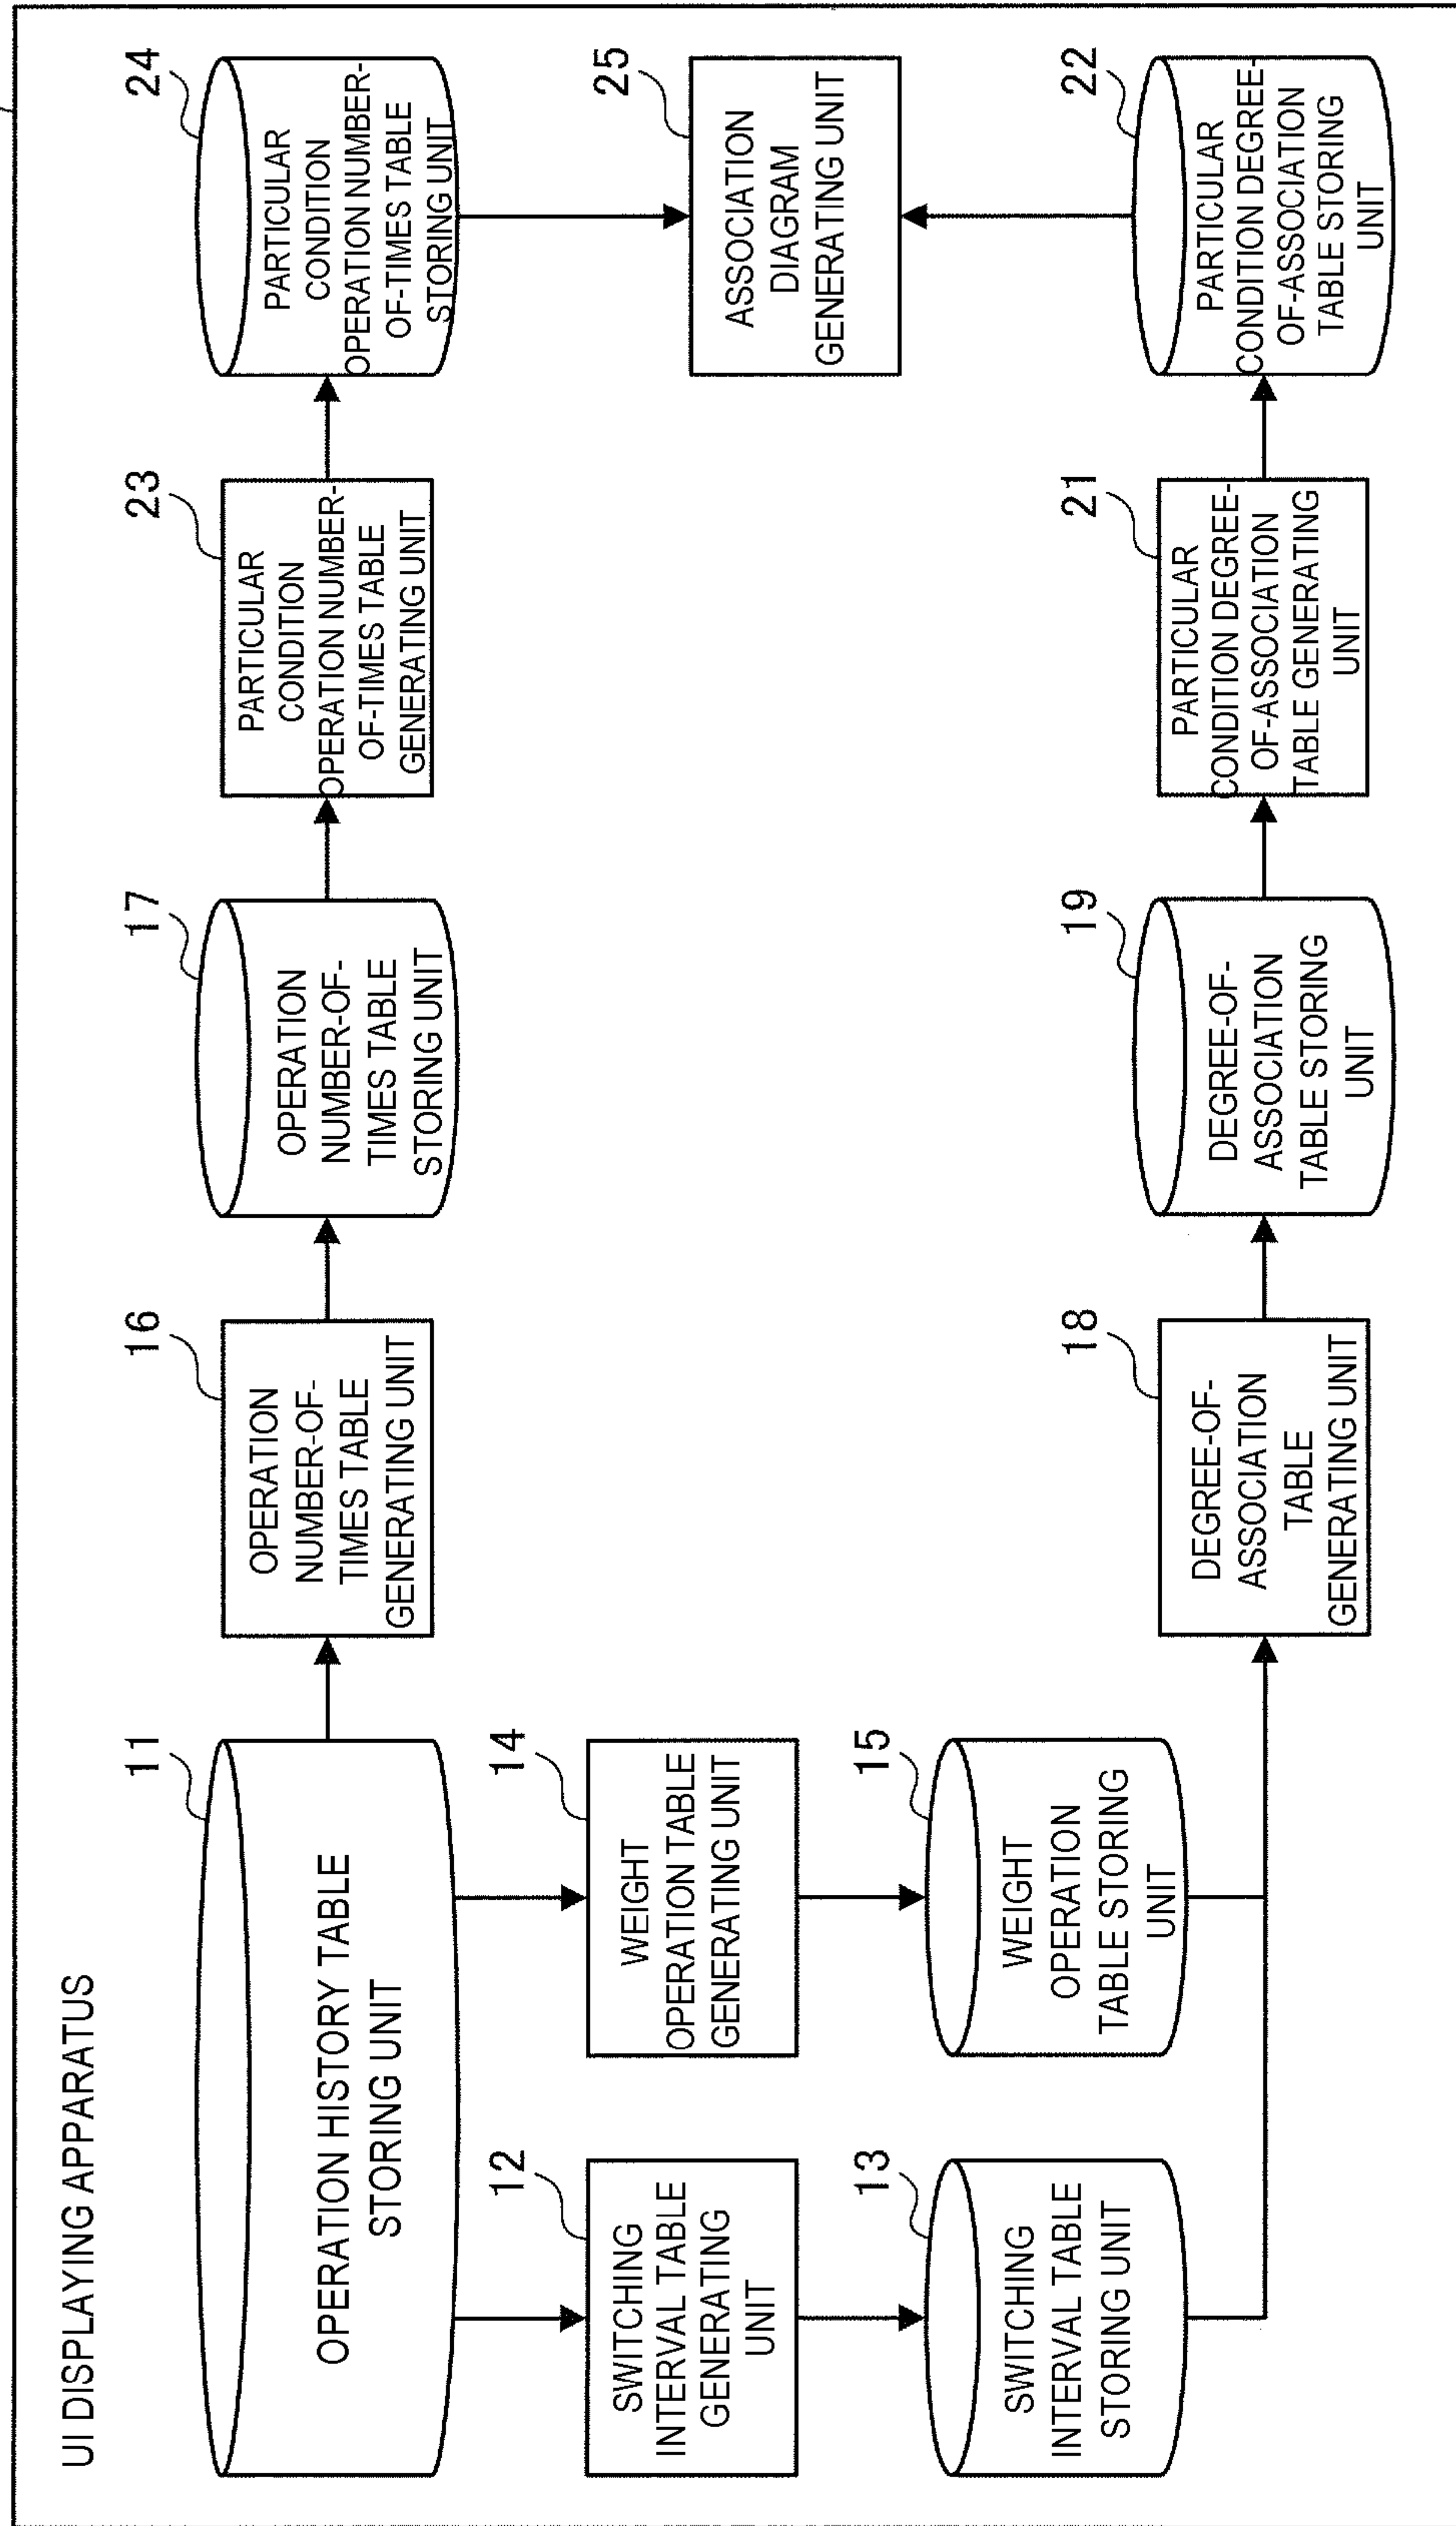 UI DISPLAYING APPARATUS
11
OPERATION HISTORY TABLE
STORING UNIT
16
OPERATION
NUMBER-OF-
TIMES TABLE
GENERATING UNIT
17
OPERATION
NUMBER-OF-
TIMES TABLE
STORING UNIT
23
PARTICULAR
CONDITION
OPERATION NUMBER-
OF-TIMES TABLE
GENERATING UNIT
24
PARTICULAR
CONDITION
OPERATION NUMBER-
OF-TIMES TABLE
STORING UNIT
12
SWITCHING
INTERVAL TABLE
GENERATING
UNIT
14
WEIGHT
OPERATION TABLE
GENERATING UNIT
25
ASSOCIATION
DIAGRAM
GENERATING UNIT
13
SWITCHING
INTERVAL TABLE
STORING UNIT
15
WEIGHT
OPERATION
TABLE STORING
UNIT
18
DEGREE-OF-
ASSOCIATION
TABLE
GENERATING UNIT
19
DEGREE-OF-
ASSOCIATION
TABLE STORING
UNIT
21
PARTICULAR
CONDITION DEGREE-
OF-ASSOCIATION
TABLE GENERATING
UNIT
22
PARTICULAR
CONDITION DEGREE-
OF-ASSOCIATION
TABLE STORING
UNIT